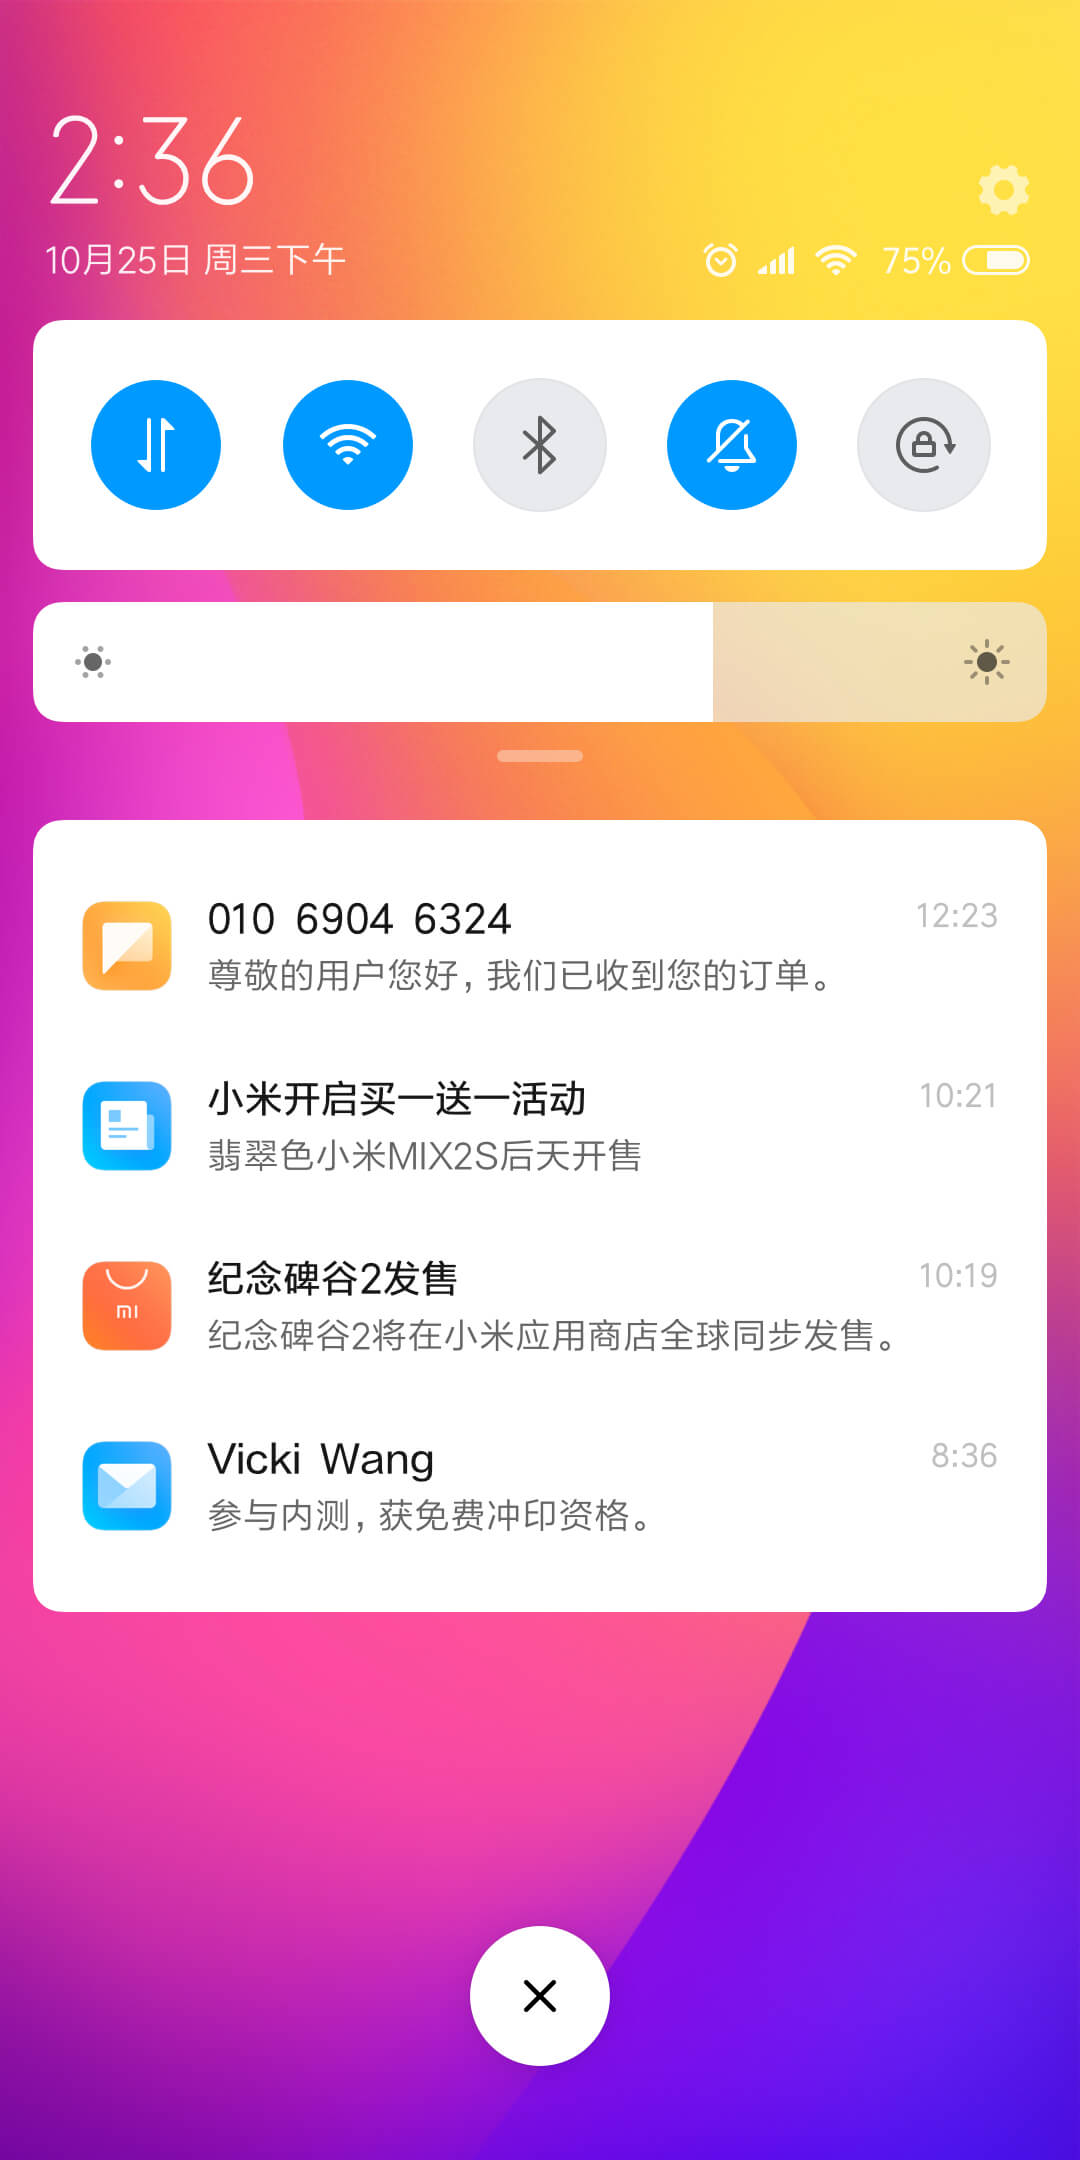 2:36
10月25日 周三下午
75%
010 6904 6324
12:23
尊敬的用户您好，我们已收到您的订单。
小米开启买一送一活动
10:21
翡翠色小米MIX2S后天开售
纪念碑谷2发售
10:19
纪念碑谷2将在小米应用商店全球同步发售。
MI
Vicki Wang
8:36
参与内测，获免费冲印资格。